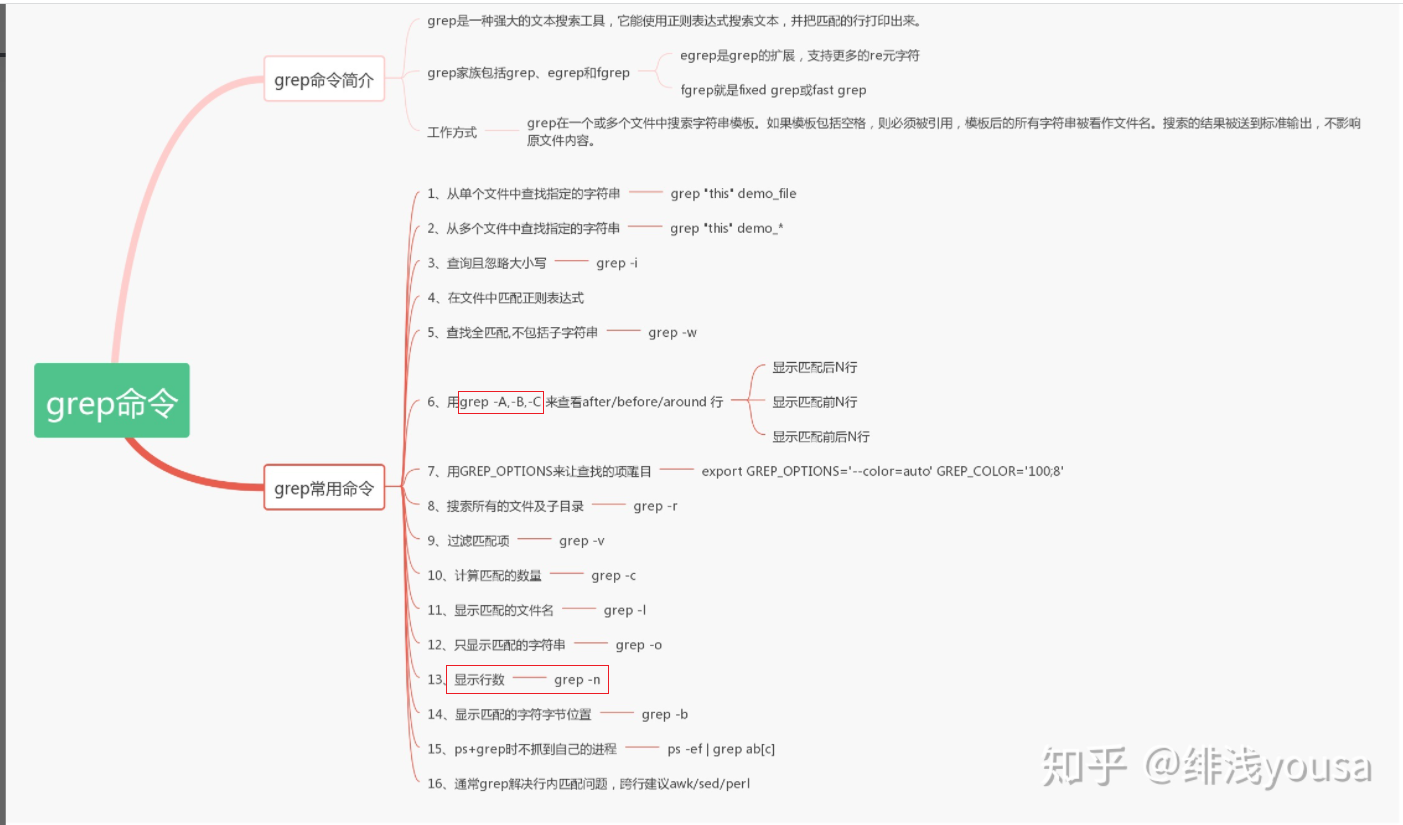 grep是一种强大的文本搜索工具，它能使用正则表达式搜索文本，并把匹配的行打印出来。
grep命令简介
grep家族包括grep、egrep和fgrep
egrep是grep的扩展，支持更多的re元字符
fgrep就是fixed grep或fast grep
工作方式
grep在一个或多个文件中搜索字符串模板。如果模板包括空格，则必须被引用，模板后的所有字符串被看作文件名。搜索的结果被送到标准输出，不影响
原文件内容。
grep命令
grep常用命令
1、从单个文件中查找指定的字符串 grep "this" demo_file
2、从多个文件中查找指定的字符串 grep "this" demo_*
3、查询且忽略大小写 grep -i
4、在文件中匹配正则表达式
5、查找全匹配,不包括子字符串 grep -w
6、用grep -A,-B,-C 来查看after/before/around 行
显示匹配后N行
显示匹配前N行
显示匹配前后N行
7、用GREP_OPTIONS来让查找的项醒目 export GREP_OPTIONS='--color=auto' GREP_COLOR='100;8'
8、搜索所有的文件及子目录 grep -r
9、过滤匹配项 grep -v
10、计算匹配的数量 grep -c
11、显示匹配的文件名 grep -l
12、只显示匹配的字符串 grep -o
13、显示行数 grep -n
14、显示匹配的字符字节位置 grep -b
15、ps+grep时不抓到自己的进程 ps -ef | grep ab[c]
16、通常grep解决行内匹配问题，跨行建议awk/sed/perl
知乎 @绯浅yousa